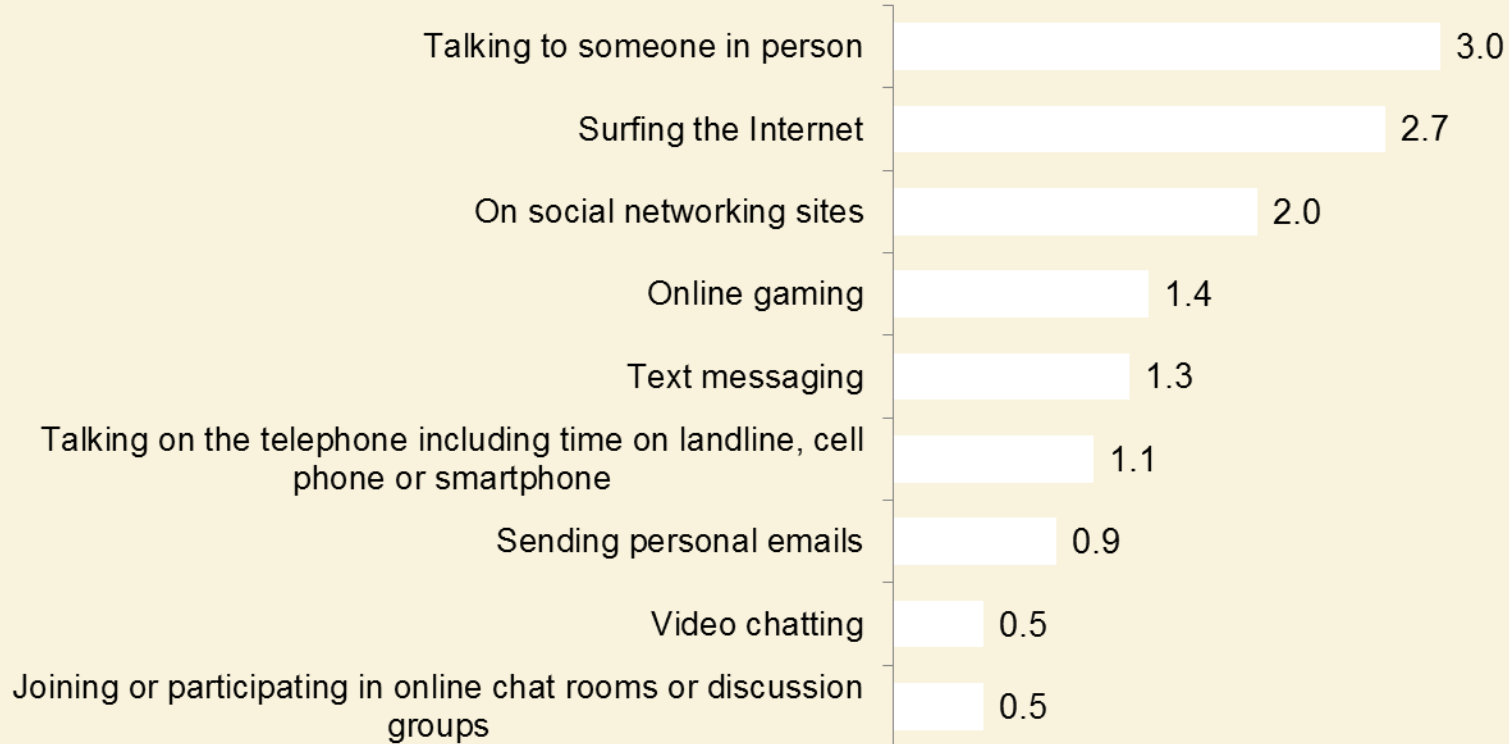 Talking to someone in person 3.0
Surfing the Internet 2.7
On social networking sites 2.0
Online gaming 1.4
Text messaging 1.3
Talking on the telephone including time on landline, cell
phone or smartphone 1.1
Sending personal emails 0.9
Video chatting 0.5
Joining or participating in online chat rooms or discussion
groups 0.5